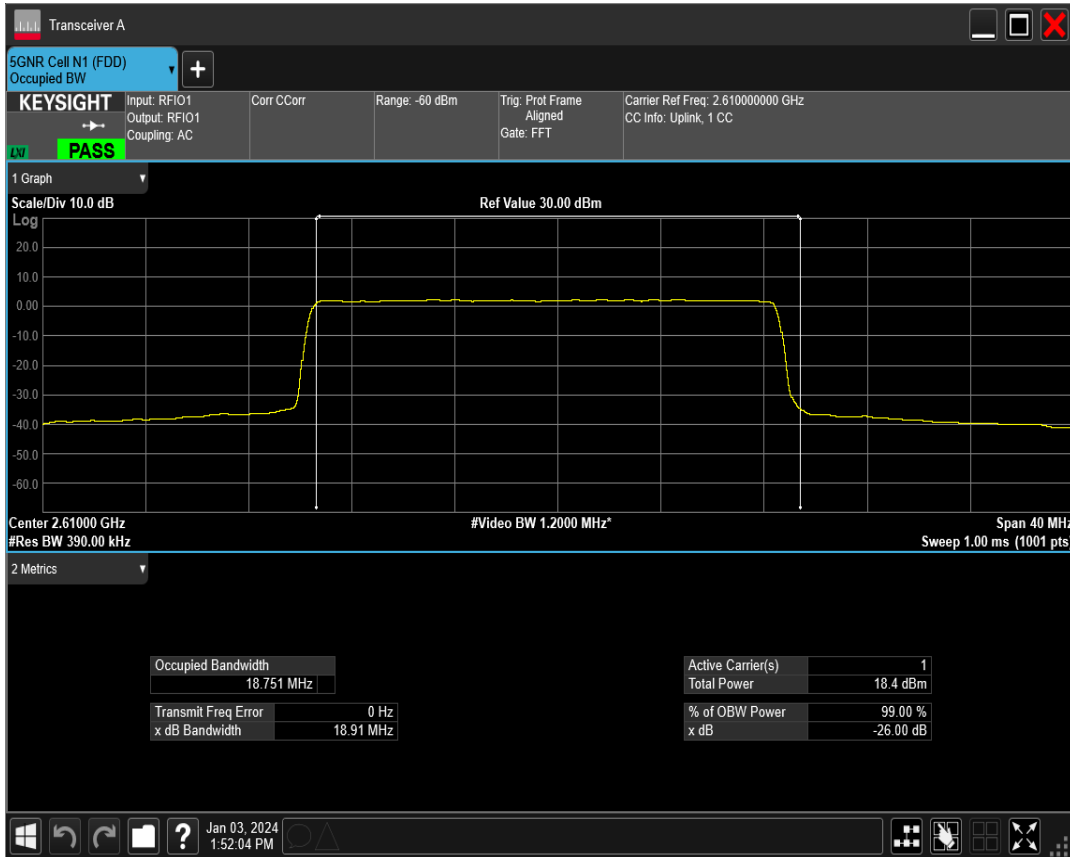 Transceiver A
5GNR Cell N1 (FDD)
Occupied BW
+
KEYSIGHT
LXI
PASS
Input: RFIO1
Output: RFIO1
Coupling: AC
Corr CCorr
Range: -60 dBm
Trig: Prot Frame
Aligned
Gate: FFT
Carrier Ref Freq: 2.610000000 GHz
CC Info: Uplink, 1 CC
1 Graph
Scale/Div 10.0 dB
Ref Value 30.00 dBm
Log
20.0
10.0
0.00
-10.0
-20.0
-30.0
-40.0
-50.0
-60.0
Center 2.61000 GHz
#Video BW 1.2000 MHz*
Span 40 MHz
#Res BW 390.00 kHz
Sweep 1.00 ms (1001 pts)
2 Metrics
Occupied Bandwidth
18.751 MHz
Transmit Freq Error 0 Hz
x dB Bandwidth 18.91 MHz
Active Carrier(s) 1
Total Power 18.4 dBm
% of OBW Power 99.00 %
x dB -26.00 dB
?
Jan 03, 2024
1:52:04 PM